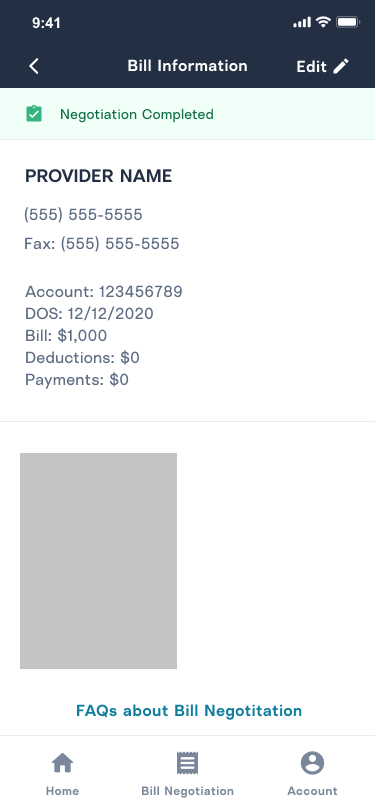 9:41
Bill Information
Edit
Negotiation Completed
PROVIDER NAME
(555) 555-5555
Fax: (555) 555-5555
Account: 123456789
DOS: 12/12/2020
Bill: $1,000
Deductions: $0
Payments: $0
FAQs about Bill Negotitation
Home
Bill Negotiation
Account